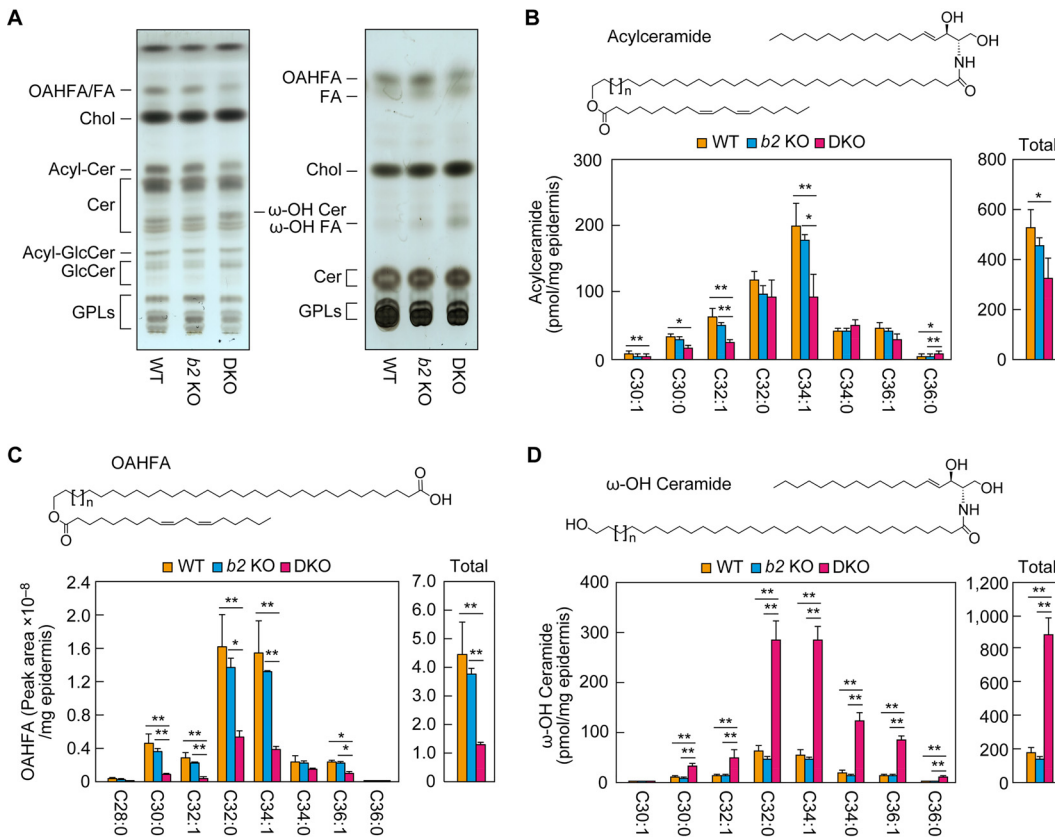 A
OAHFA/FA
Chol
Acyl-Cer
Cer
Acyl-GlcCer
GlcCer
GPLs
WT
b2 KO
DKO
OAHFA
FA
Chol
ω-OH Cer
ω-OH FA
Cer
GPLs
WT
b2 KO
DKO
B
Acylceramide
OH
OH
NH
O
[ ]n
O
O
WT b2 KO DKO
Total
Acylceramide
(pmol/mg epidermis)
300
200
100
0
** * ** ** * ** * ** * **
C30:1
C30:0
C32:1
C32:0
C34:1
C34:0
C36:1
C36:0
800
600
400
200
0
*
C
OAHFA
O
OH
[ ]n
O
O
WT b2 KO DKO
Total
OAHFA (Peak area ×10−8
/mg epidermis)
2.4
2.0
1.6
1.2
0.8
0.4
0
** ** ** ** ** * ** ** * *
C28:0
C30:0
C32:1
C32:0
C34:1
C34:0
C36:1
C36:0
7.0
6.0
5.0
4.0
3.0
2.0
1.0
0
**
**
D
ω-OH Ceramide
OH
OH
NH
O
HO
[ ]n
WT b2 KO DKO
Total
ω-OH Ceramide
(pmol/mg epidermis)
400
300
200
100
0
** ** ** ** ** ** ** ** ** ** ** ** ** **
C30:1
C30:0
C32:1
C32:0
C34:1
C34:0
C36:1
C36:0
1,200
1,000
800
600
400
200
0
**
**